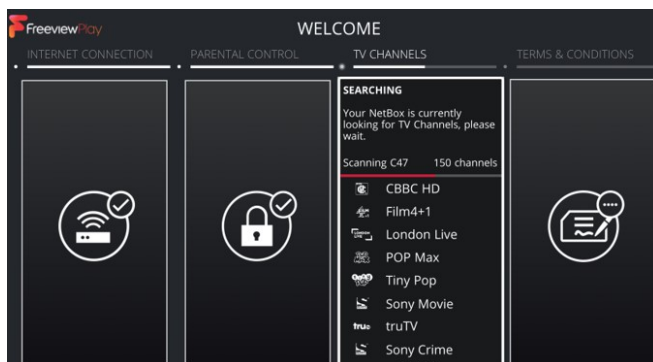 FreeviewPlay
WELCOME
INTERNET CONNECTION
PARENTAL CONTROL
TV CHANNELS
TERMS & CONDITIONS
SEARCHING
Your NetBox is currently
looking for TV Channels, please
wait.
Scanning C47 150 channels
CBBC HD
Film4+1
London Live
POP Max
Tiny Pop
Sony Movie
true truTV
Sony Crime